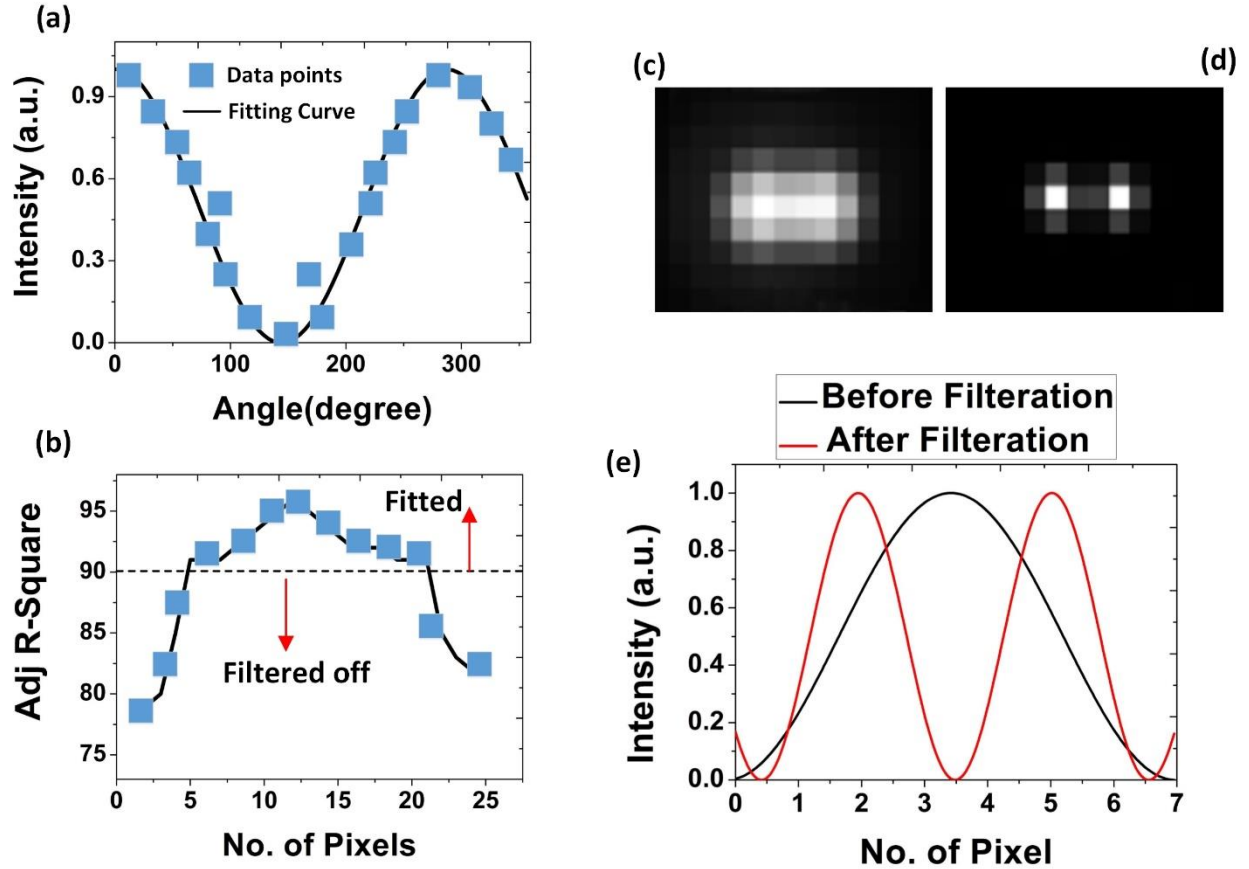 (a)
Intensity (a.u.)
0.9
0.6
0.3
0.0
Data points
Fitting Curve
0 100 200 300
Angle(degree)
(c)
(d)
(b)
Adj R-Square
95
90
85
80
75
Fitted
Filtered off
0 5 10 15 20 25
No. of Pixels
Before Filteration
After Filteration
(e)
Intensity (a.u.)
1.0
0.8
0.6
0.4
0.2
0.0
0 1 2 3 4 5 6 7
No. of Pixel